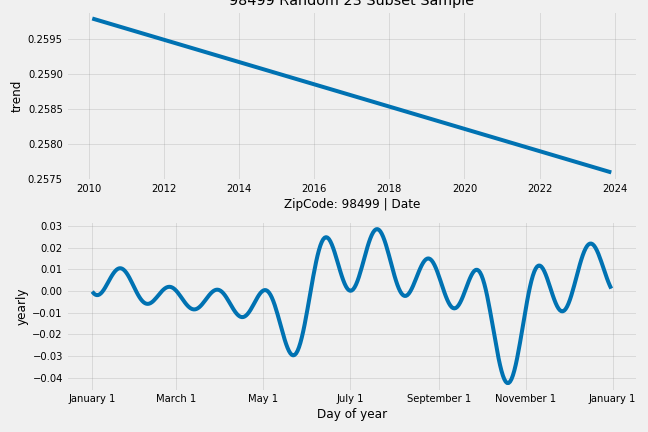 98499 Random 23 Subset Sample
0.2595
0.2590
0.2585
0.2580
0.2575
trend
2010 2012 2014 2016 2018 2020 2022 2024
ZipCode: 98499 | Date
0.03
0.02
0.01
0.00
−0.01
−0.02
−0.03
−0.04
yearly
January 1 March 1 May 1 July 1 September 1 November 1 January 1
Day of year